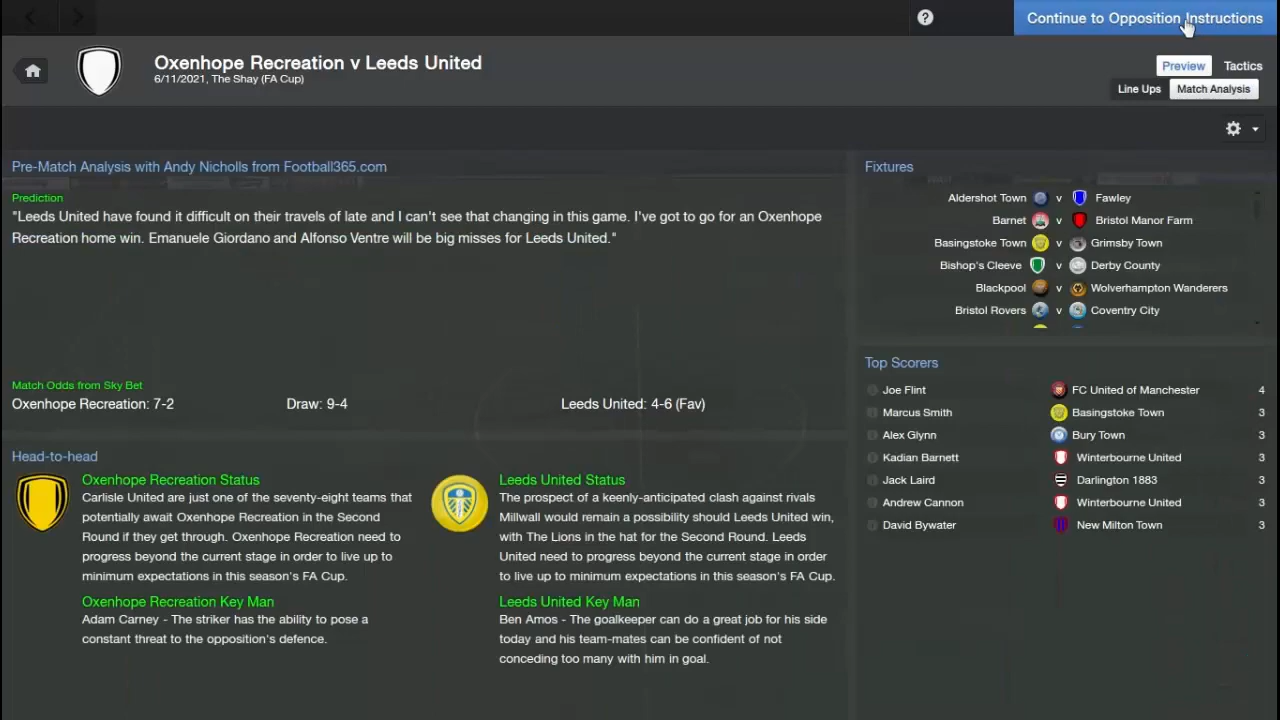 Continue to Opposition Instructions
Oxenhope Recreation v Leeds United
6/11/2021, The Shay (FA Cup)
Preview
Tactics
Line Ups
Match Analysis
Pre-Match Analysis with Andy Nicholls from Football365.com
Prediction
"Leeds United have found it difficult on their travels of late and I can't see that changing in this game. I've got to go for an Oxenhope
Recreation home win. Emanuele Giordano and Alfonso Ventre will be big misses for Leeds United."
Match Odds from Sky Bet
Oxenhope Recreation: 7-2
Draw: 9-4
Leeds United: 4-6 (Fav)
Head-to-head
Oxenhope Recreation Status
Carlisle United are just one of the seventy-eight teams that
potentially await Oxenhope Recreation in the Second
Round if they get through. Oxenhope Recreation need to
progress beyond the current stage in order to live up to
minimum expectations in this season's FA Cup.
Oxenhope Recreation Key Man
Adam Carney - The striker has the ability to pose a
constant threat to the opposition's defence.
Leeds United Status
The prospect of a keenly-anticipated clash against rivals
Millwall would remain a possibility should Leeds United win,
with The Lions in the hat for the Second Round. Leeds
United need to progress beyond the current stage in order
to live up to minimum expectations in this season's FA Cup.
Leeds United Key Man
Ben Amos - The goalkeeper can do a great job for his side
today and his team-mates can be confident of not
conceding too many with him in goal.
Fixtures
Aldershot Town v Fawley
Barnet v Bristol Manor Farm
Basingstoke Town v Grimsby Town
Bishop's Cleeve v Derby County
Blackpool v Wolverhampton Wanderers
Bristol Rovers v Coventry City
Top Scorers
Joe Flint FC United of Manchester 4
Marcus Smith Basingstoke Town 3
Alex Glynn Bury Town 3
Kadian Barnett Winterbourne United 3
Jack Laird Darlington 1883 3
Andrew Cannon Winterbourne United 3
David Bywater New Milton Town 3